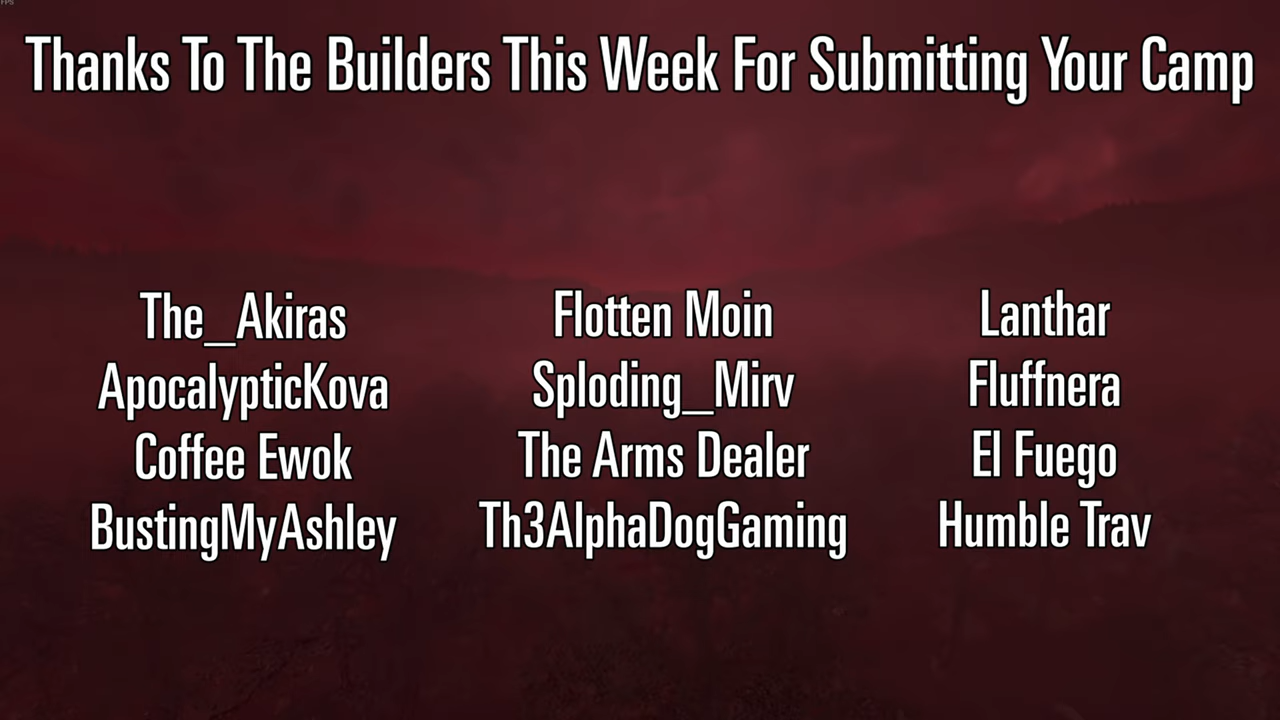 FPS
Thanks To The Builders This Week For Submitting Your Camp
The_Akiras
ApocalypticKova
Coffee Ewok
BustingMyAshley
Flotten Moin
Sploding_Mirv
The Arms Dealer
Th3AlphaDogGaming
Lanthar
Fluffnera
El Fuego
Humble Trav